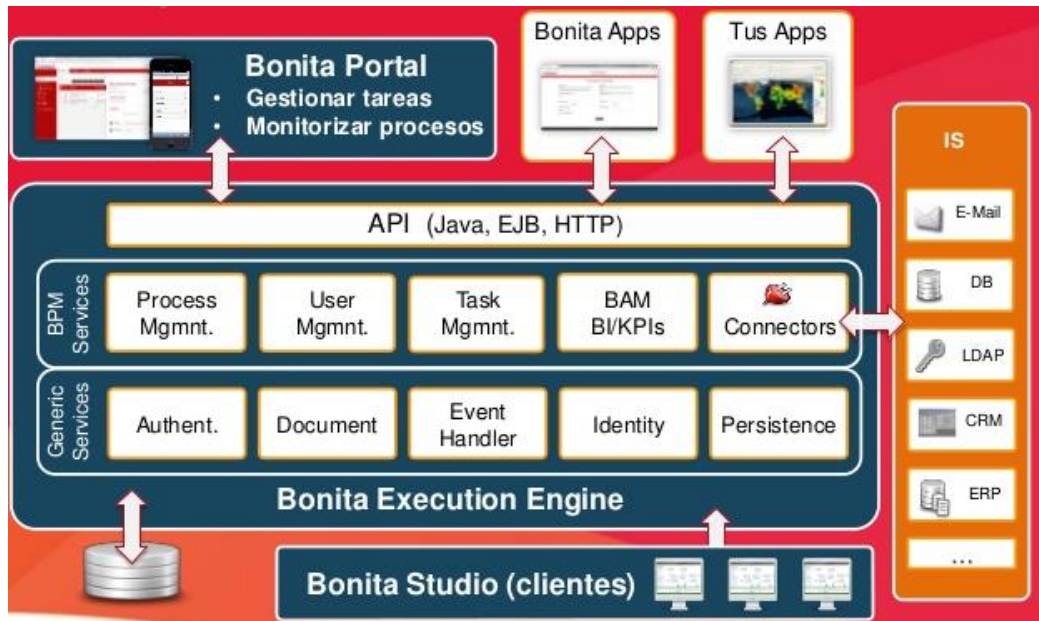 Bonita Portal
• Gestionar tareas
• Monitorizar procesos
Bonita Apps
Tus Apps
IS
E-Mail
DB
LDAP
CRM
ERP
...
API (Java, EJB, HTTP)
BPM
Services
Process
Mgmnt.
User
Mgmnt.
Task
Mgmnt.
BAM
BI/KPIs
Connectors
Generic
Services
Authent.
Document
Event
Handler
Identity
Persistence
Bonita Execution Engine
Bonita Studio (clientes)